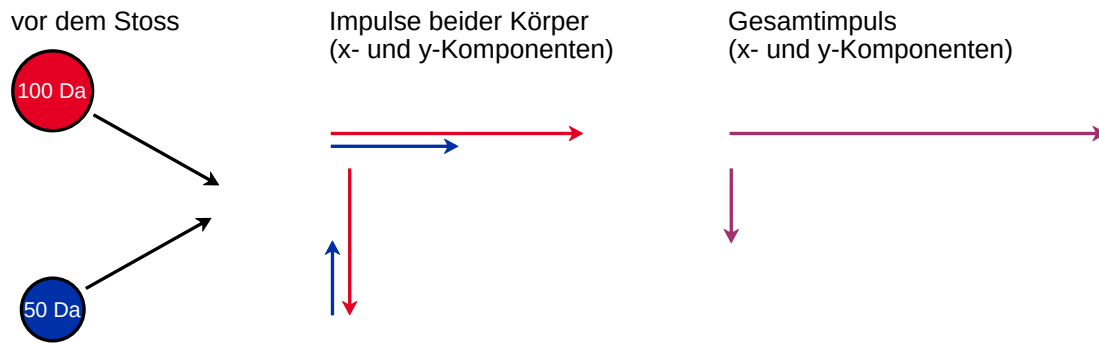 vor dem Stoss
Impulse beider Körper
(x- und y-Komponenten)
Gesamtimpuls
(x- und y-Komponenten)
100 Da
50 Da